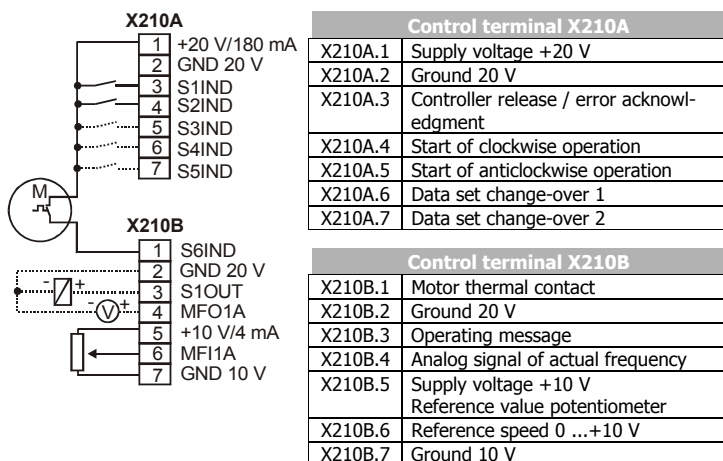 X210A
1 +20 V/180 mA
2 GND 20 V
3 S1IND
4 S2IND
5 S3IND
6 S4IND
7 S5IND
M
X210B
1 S6IND
2 GND 20 V
- + 3 S1OUT
- V + 4 MFO1A
5 +10 V/4 mA
6 MFI1A
7 GND 10 V
Control terminal X210A
X210A.1 Supply voltage +20 V
X210A.2 Ground 20 V
X210A.3 Controller release / error acknowl-
edgment
X210A.4 Start of clockwise operation
X210A.5 Start of anticlockwise operation
X210A.6 Data set change-over 1
X210A.7 Data set change-over 2
Control terminal X210B
X210B.1 Motor thermal contact
X210B.2 Ground 20 V
X210B.3 Operating message
X210B.4 Analog signal of actual frequency
X210B.5 Supply voltage +10 V
Reference value potentiometer
X210B.6 Reference speed 0 ...+10 V
X210B.7 Ground 10 V